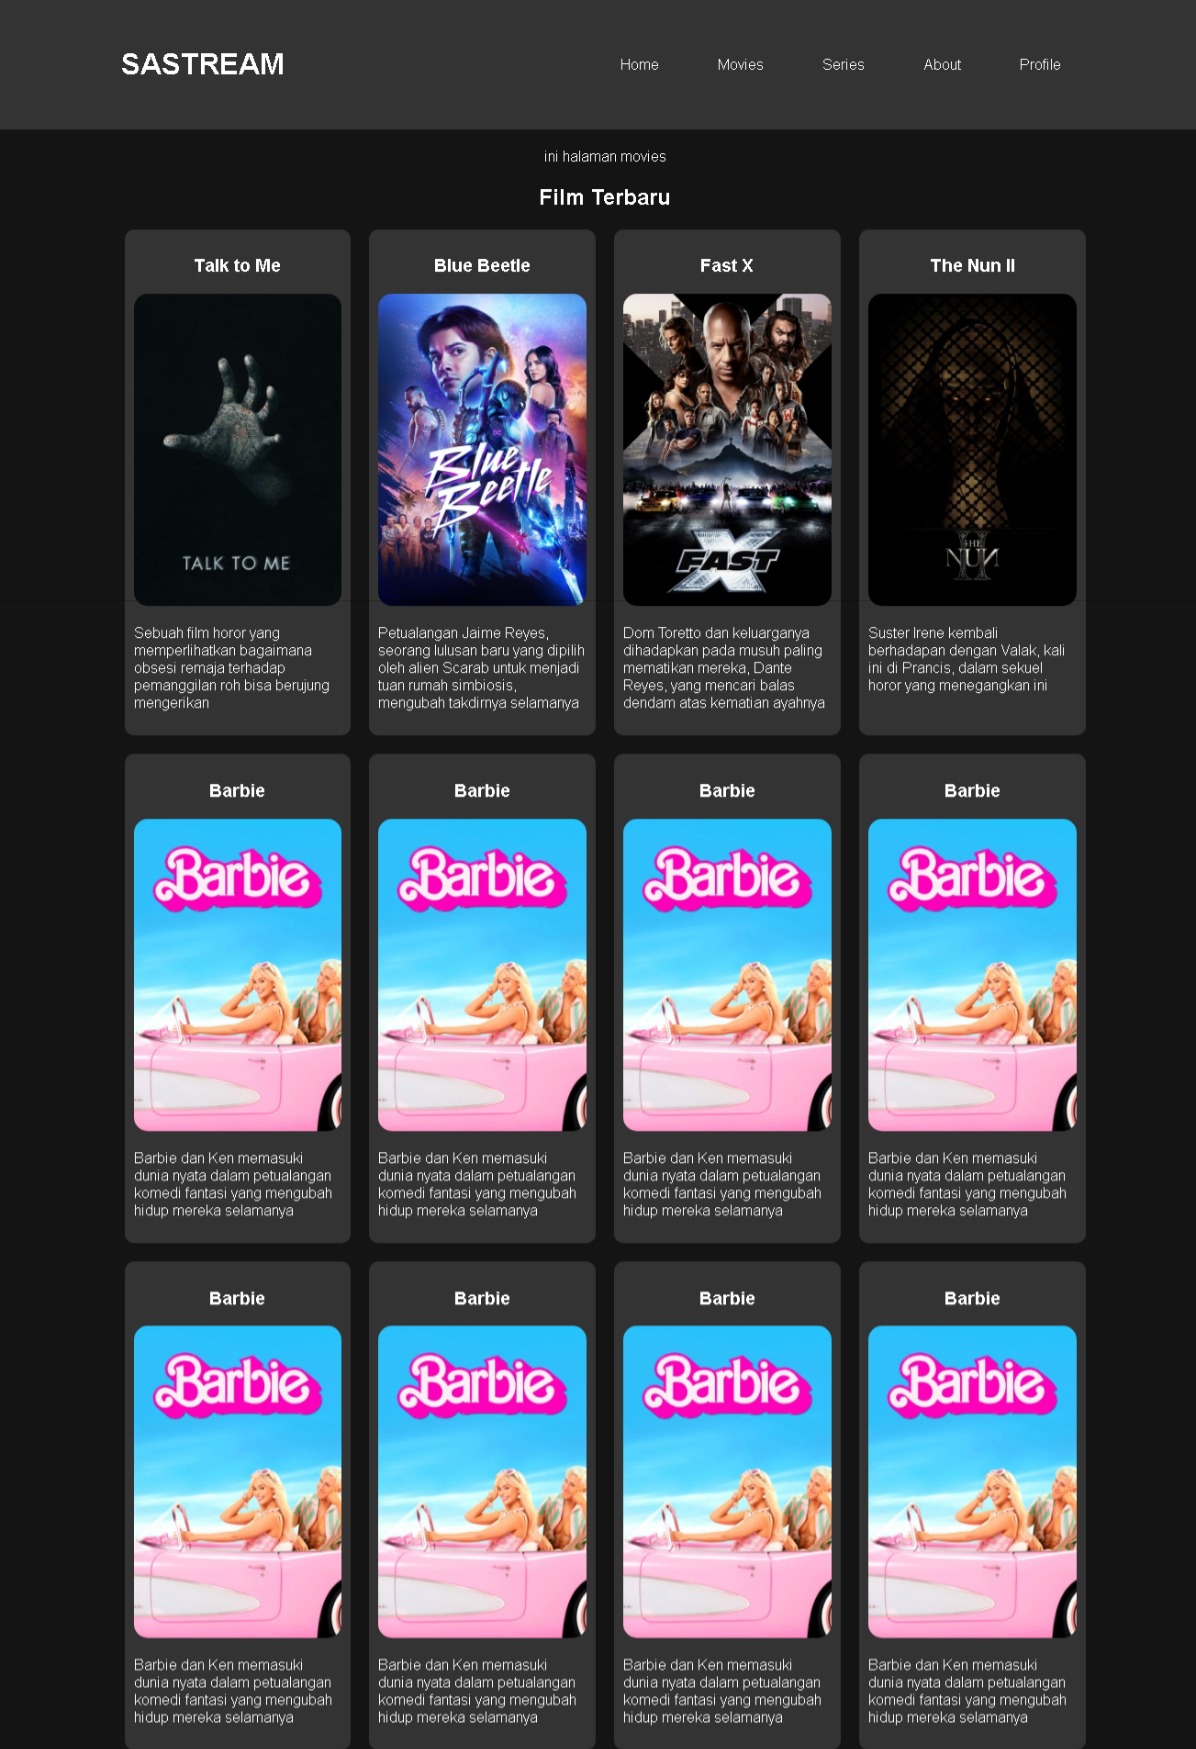 SASTREAM
Home
Movies
Series
About
Profile
ini halaman movies
Film Terbaru
Talk to Me
TALK TO ME
Sebuah film horor yang
memperlihatkan bagaimana
obsesi remaja terhadap
pemanggilan roh bisa berujung
mengerikan
Blue Beetle
Blue
Beetle
Petualangan Jaime Reyes,
seorang lulusan baru yang dipilih
oleh alien Scarab untuk menjadi
tuan rumah simbiosis,
mengubah takdirnya selamanya
Fast X
FAST X
Dom Toretto dan keluarganya
dihadapkan pada musuh paling
mematikan mereka, Dante
Reyes, yang mencari balas
dendam atas kematian ayahnya
The Nun II
THE
NUN II
Suster Irene kembali
berhadapan dengan Valak, kali
ini di Prancis, dalam sekuel
horor yang menegangkan ini
Barbie
Barbie
Barbie dan Ken memasuki
dunia nyata dalam petualangan
komedi fantasi yang mengubah
hidup mereka selamanya
Barbie
Barbie
Barbie dan Ken memasuki
dunia nyata dalam petualangan
komedi fantasi yang mengubah
hidup mereka selamanya
Barbie
Barbie
Barbie dan Ken memasuki
dunia nyata dalam petualangan
komedi fantasi yang mengubah
hidup mereka selamanya
Barbie
Barbie
Barbie dan Ken memasuki
dunia nyata dalam petualangan
komedi fantasi yang mengubah
hidup mereka selamanya
Barbie
Barbie
Barbie dan Ken memasuki
dunia nyata dalam petualangan
komedi fantasi yang mengubah
hidup mereka selamanya
Barbie
Barbie
Barbie dan Ken memasuki
dunia nyata dalam petualangan
komedi fantasi yang mengubah
hidup mereka selamanya
Barbie
Barbie
Barbie dan Ken memasuki
dunia nyata dalam petualangan
komedi fantasi yang mengubah
hidup mereka selamanya
Barbie
Barbie
Barbie dan Ken memasuki
dunia nyata dalam petualangan
komedi fantasi yang mengubah
hidup mereka selamanya